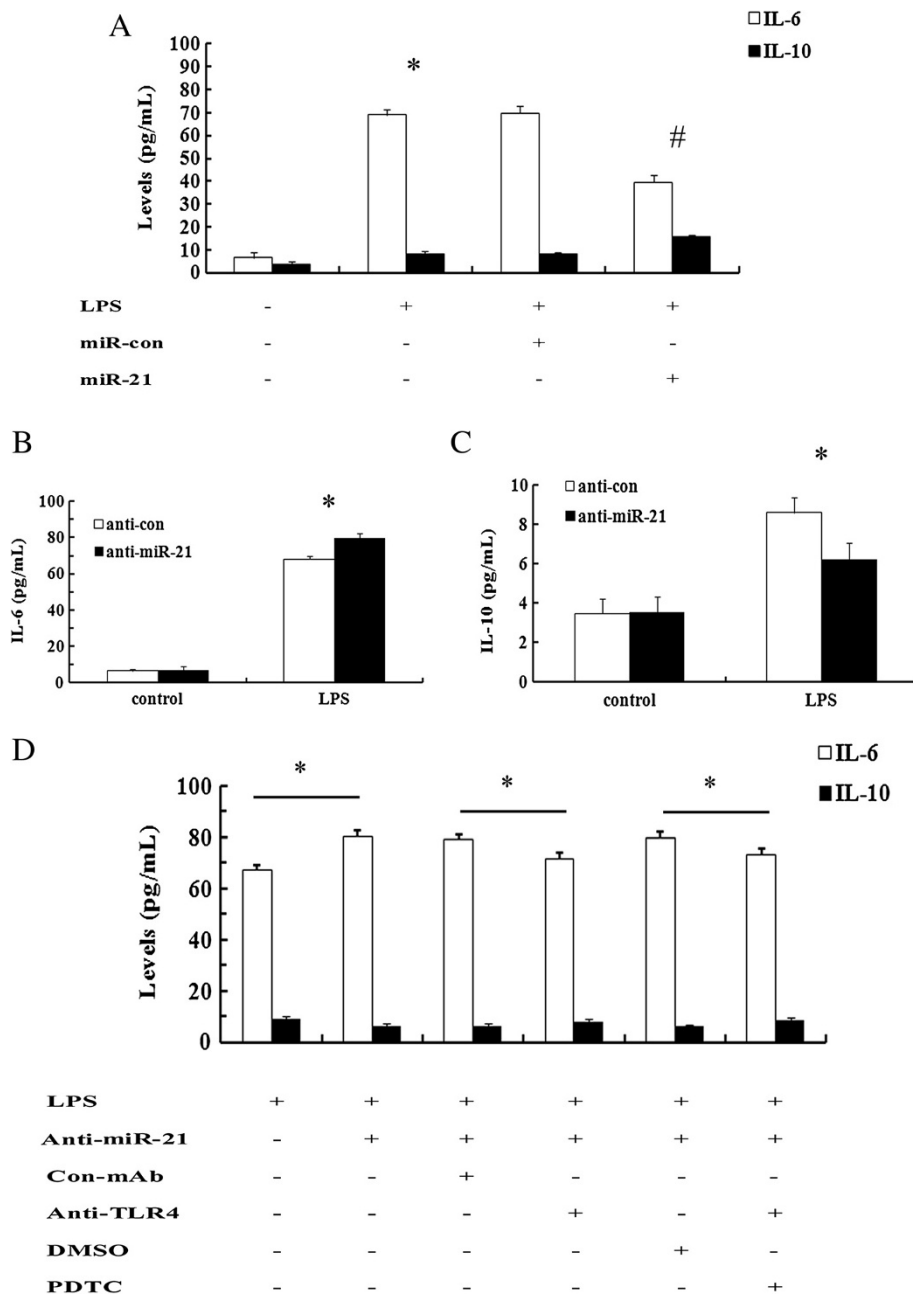 A
IL-6
IL-10
Levels (pg/mL)
100
90
80
70
60
50
40
30
20
10
0
*
#
LPS - + + +
miR-con - - + -
miR-21 - - - +
B
anti-con
anti-miR-21
IL-6 (pg/mL)
100
80
60
40
20
0
*
control LPS
C
anti-con
anti-miR-21
IL-10 (pg/mL)
10
8
6
4
2
0
*
control LPS
D
IL-6
IL-10
Levels (pg/mL)
100
80
60
40
20
0
* * *
LPS + + + + + +
Anti-miR-21 - + + + + +
Con-mAb - - + - - -
Anti-TLR4 - - - + - +
DMSO - - - - + -
PDTC - - - - - +